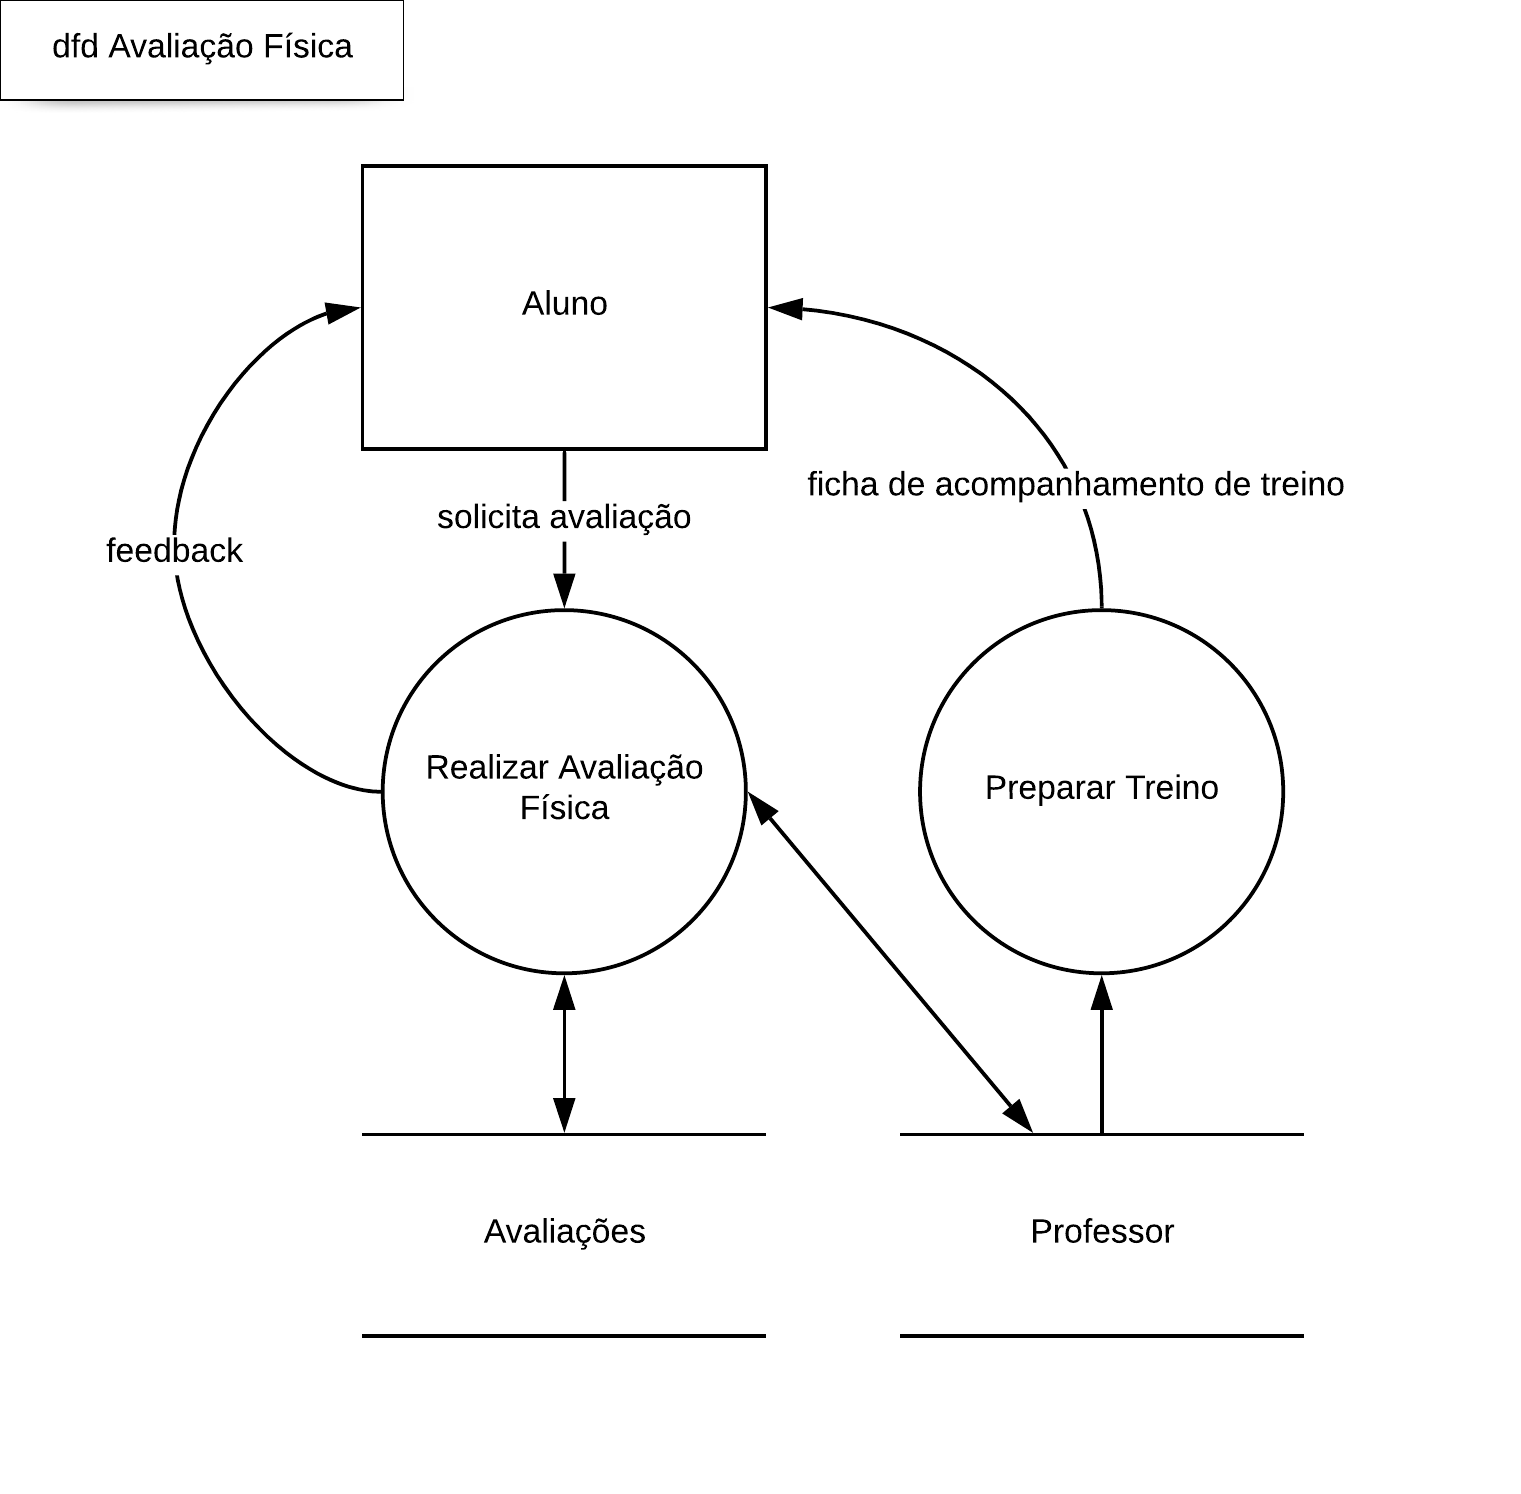 dfd Avaliação Física
Aluno
ficha de acompanhamento de treino
solicita avaliação
feedback
Realizar Avaliação
Física
Preparar Treino
Avaliações
Professor